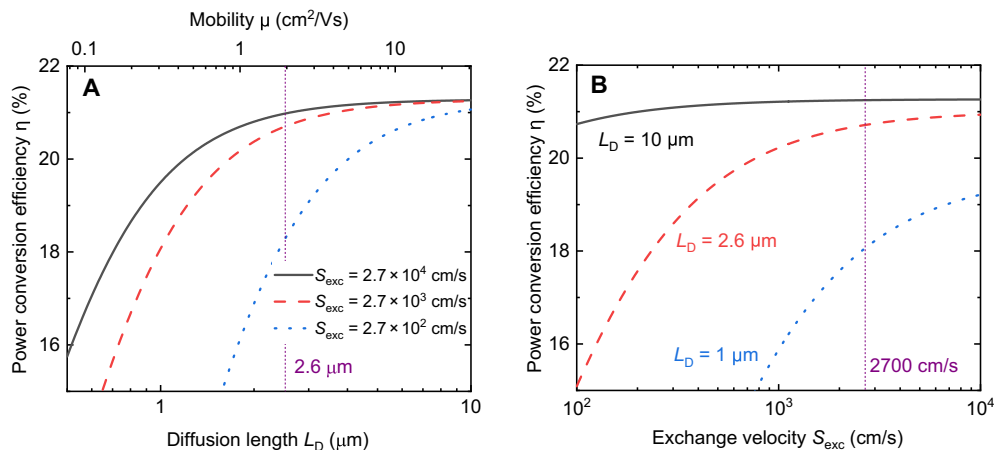 Mobility μ (cm²/Vs)
0.1 1 10
Power conversion efficiency η (%)
22
20
18
16
A
S_exc = 2.7 × 10⁴ cm/s
S_exc = 2.7 × 10³ cm/s
S_exc = 2.7 × 10² cm/s
2.6 μm
1 10
Diffusion length L_D (μm)
Power conversion efficiency η (%)
22
20
18
16
B
L_D = 10 μm
L_D = 2.6 μm
L_D = 1 μm
2700 cm/s
10² 10³ 10⁴
Exchange velocity S_exc (cm/s)